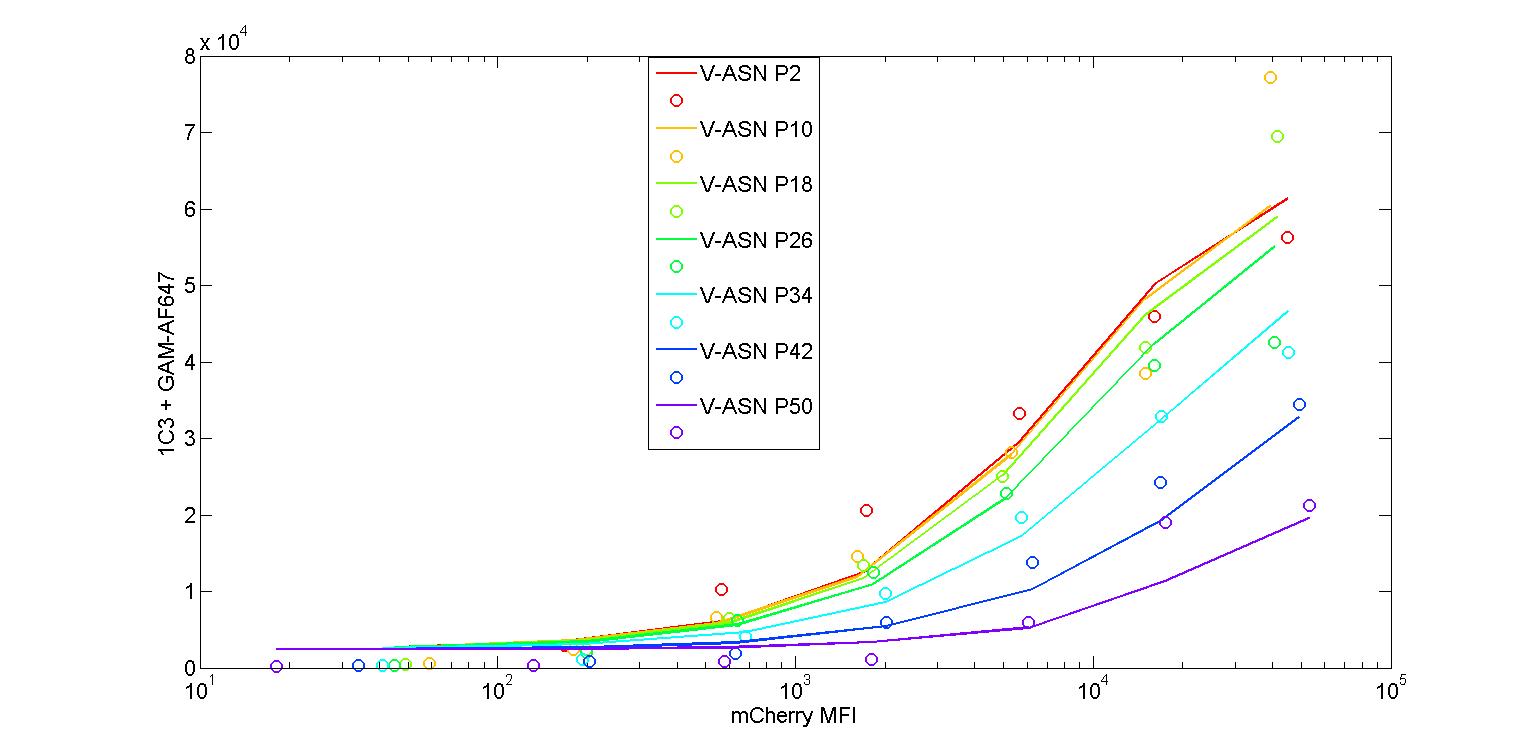 x 10^4
8
7
6
5
4
3
2
1
0
1C3 + GAM-AF647
V-ASN P2
V-ASN P10
V-ASN P18
V-ASN P26
V-ASN P34
V-ASN P42
V-ASN P50
10^1 10^2 10^3 10^4 10^5
mCherry MFI